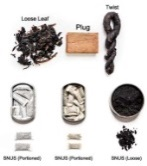 Twist
Loose Leaf
Plug
SNUS (Portioned)
SNUS (Portioned)
SNUS (Loose)